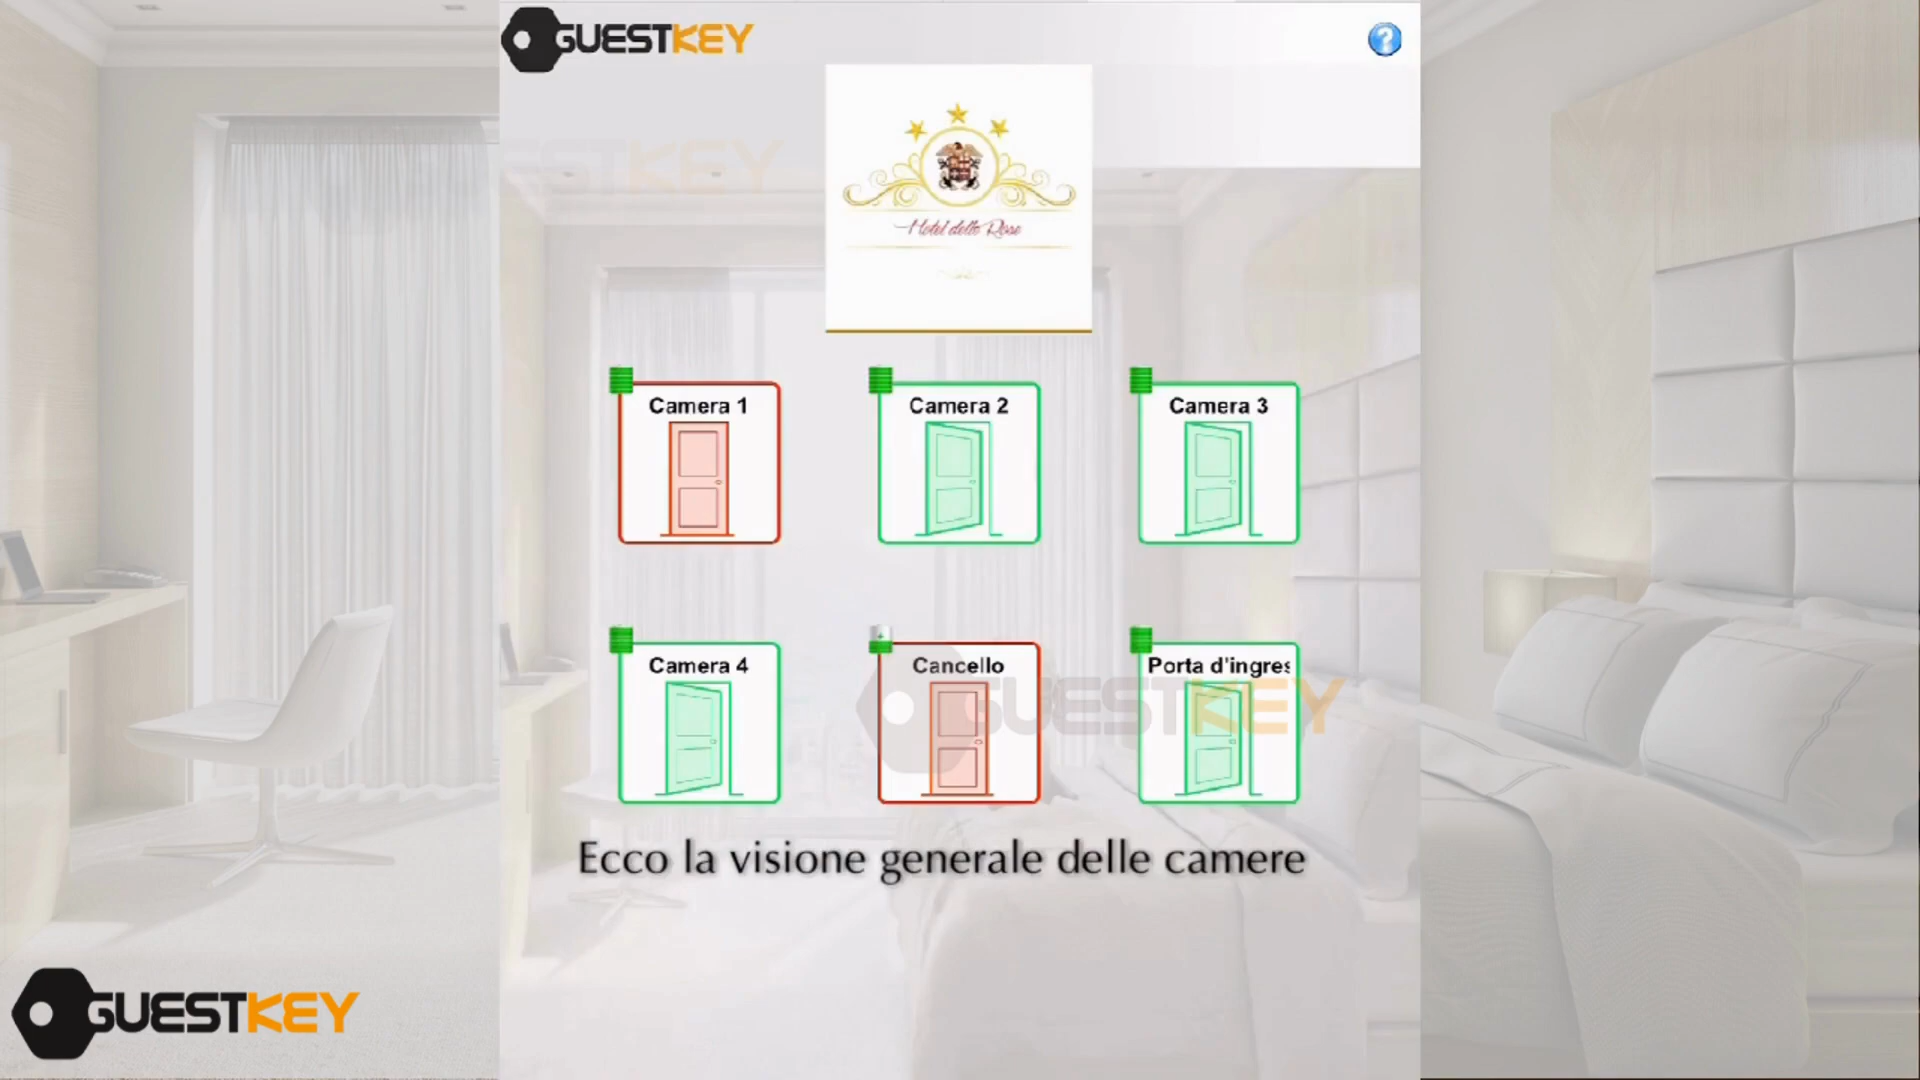 GUESTKEY
Hotel delle Rose
Camera 1
Camera 2
Camera 3
Camera 4
Cancello
Porta d'ingres
GUESTKEY
Ecco la visione generale delle camere
GUESTKEY